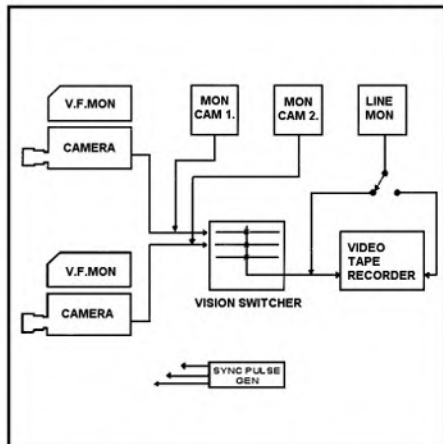 V.F.MON
CAMERA
MON
CAM 1.
MON
CAM 2.
LINE
MON
V.F.MON
CAMERA
VISION SWITCHER
VIDEO
TAPE
RECORDER
SYNC PULSE
GEN